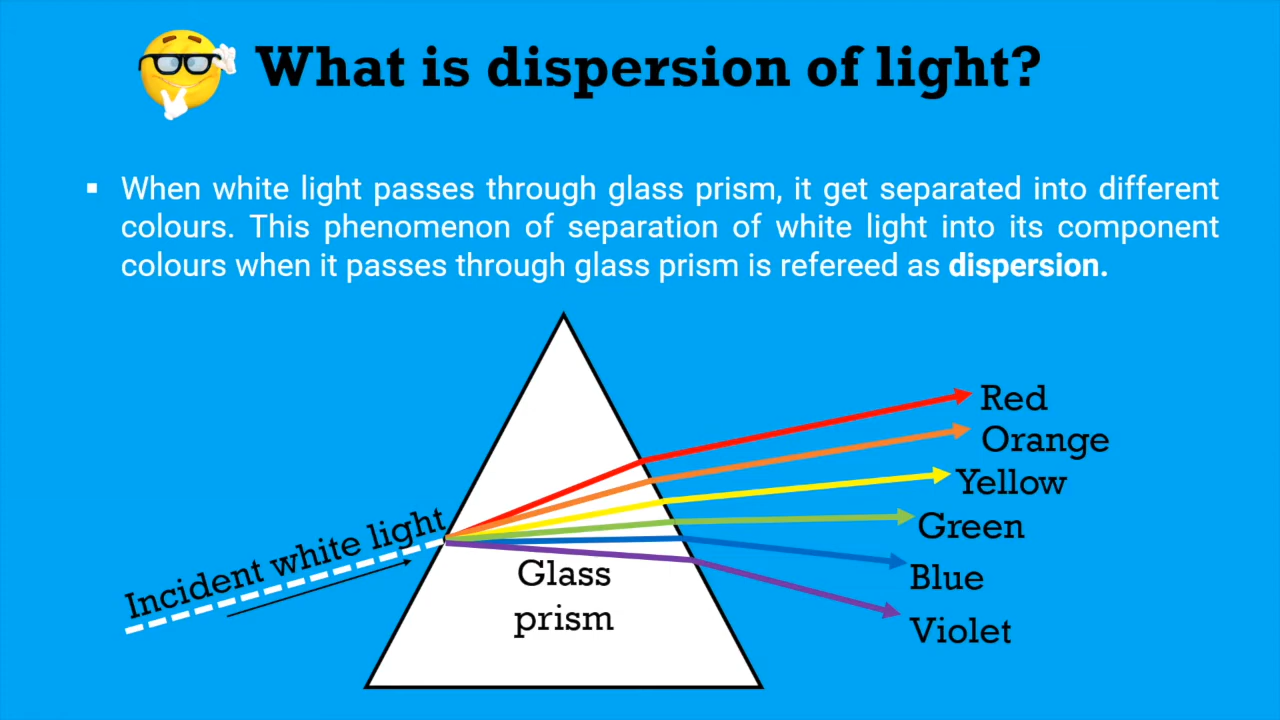 What is dispersion of light?
When white light passes through glass prism, it get separated into different
colours. This phenomenon of separation of white light into its component
colours when it passes through glass prism is refereed as dispersion.
Red
Orange
Yellow
Green
Blue
Violet
Incident white light
Glass
prism